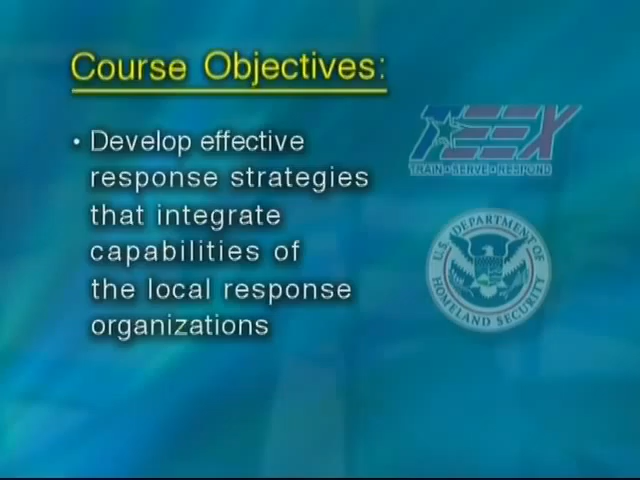 Course Objectives:
• Develop effective
response strategies
that integrate
capabilities of
the local response
organizations
TEEX
TRAIN • SERVE • RESPOND
U.S. DEPARTMENT OF
HOMELAND SECURITY